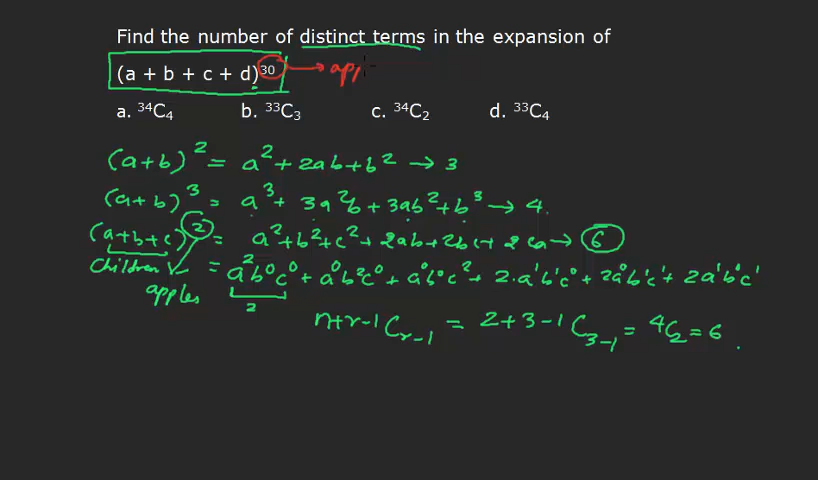 Find the number of distinct terms in the expansion of
(a + b + c + d)³⁰ → app
a. ³⁴C₄ b. ³³C₃ c. ³⁴C₂ d. ³³C₄
(a+b)² = a² + 2ab + b² → 3
(a+b)³ = a³ + 3a²b + 3ab² + b³ → 4
(a+b+c)² = a² + b² + c² + 2ab + 2bc + 2ca → 6
Children = a²b⁰c⁰ + a⁰b²c⁰ + a⁰b⁰c² + 2.a¹b¹c⁰ + 2a⁰b¹c¹ + 2a¹b⁰c¹
apples 2
n+r-1Cr-1 = 2+3-1C3-1 = ⁴C₂ = 6.